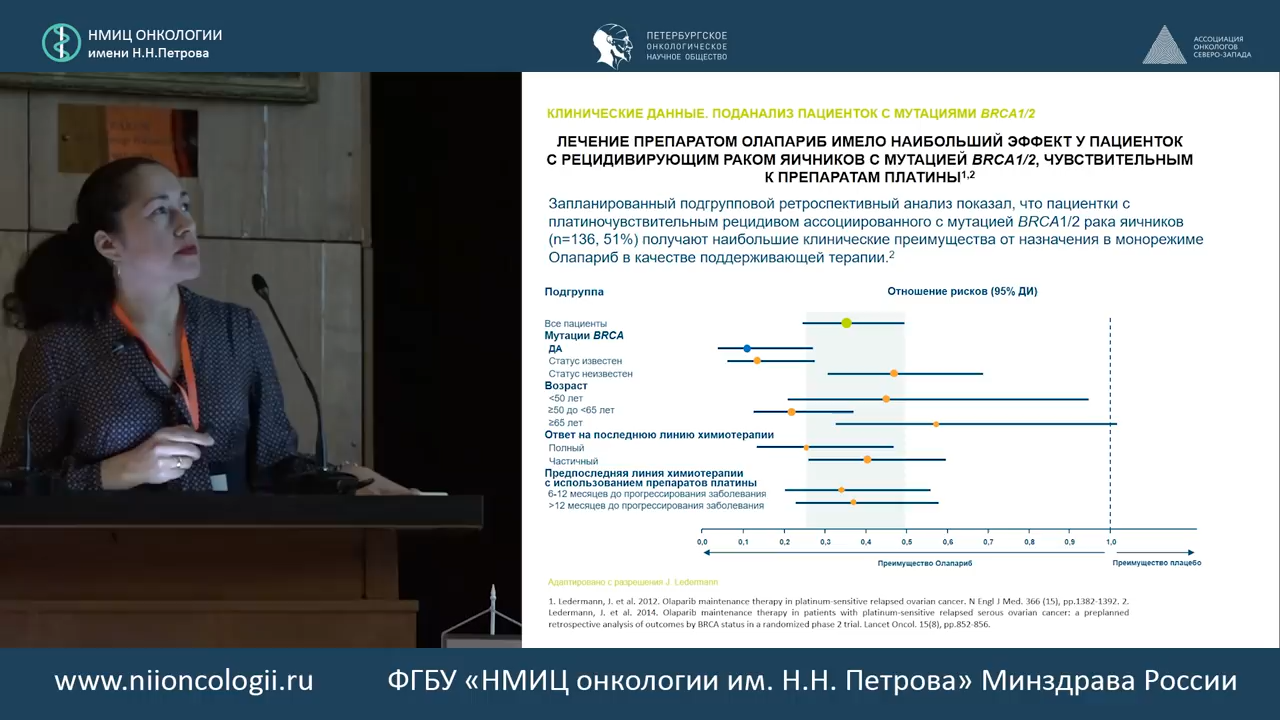 НМИЦ ОНКОЛОГИИ
имени Н.Н.Петрова
ПЕТЕРБУРГСКОЕ
ОНКОЛОГИЧЕСКОЕ
НАУЧНОЕ ОБЩЕСТВО
АССОЦИАЦИЯ
ОНКОЛОГОВ
СЕВЕРО-ЗАПАДА
КЛИНИЧЕСКИЕ ДАННЫЕ. ПОДАНАЛИЗ ПАЦИЕНТОК С МУТАЦИЯМИ BRCA1/2
ЛЕЧЕНИЕ ПРЕПАРАТОМ ОЛАПАРИБ ИМЕЛО НАИБОЛЬШИЙ ЭФФЕКТ У ПАЦИЕНТОК
С РЕЦИДИВИРУЮЩИМ РАКОМ ЯИЧНИКОВ С МУТАЦИЕЙ BRCA1/2, ЧУВСТВИТЕЛЬНЫМ
К ПРЕПАРАТАМ ПЛАТИНЫ1,2
Запланированный подгрупповой ретроспективный анализ показал, что пациентки с
платиночувствительным рецидивом ассоциированного с мутацией BRCA1/2 рака яичников
(n=136, 51%) получают наибольшие клинические преимущества от назначения в монорежиме
Олапариб в качестве поддерживающей терапии.2
Подгруппа
Отношение рисков (95% ДИ)
Все пациенты
Мутации BRCA
ДА
Статус известен
Статус неизвестен
Возраст
<50 лет
≥50 до <65 лет
≥65 лет
Ответ на последнюю линию химиотерапии
Полный
Частичный
Предпоследняя линия химиотерапии
с использованием препаратов платины
6-12 месяцев до прогрессирования заболевания
>12 месяцев до прогрессирования заболевания
0,0 0,1 0,2 0,3 0,4 0,5 0,6 0,7 0,8 0,9 1,0
Преимущество Олапариб
Преимущество плацебо
Адаптировано с разрешения J. Ledermann
1. Ledermann, J. et al. 2012. Olaparib maintenance therapy in platinum-sensitive relapsed ovarian cancer. N Engl J Med. 366 (15), pp.1382-1392. 2.
Ledermann, J. et al. 2014. Olaparib maintenance therapy in patients with platinum-sensitive relapsed serous ovarian cancer: a preplanned
retrospective analysis of outcomes by BRCA status in a randomized phase 2 trial. Lancet Oncol. 15(8), pp.852-856.
www.niioncologii.ru
ФГБУ «НМИЦ онкологии им. Н.Н. Петрова» Минздрава России